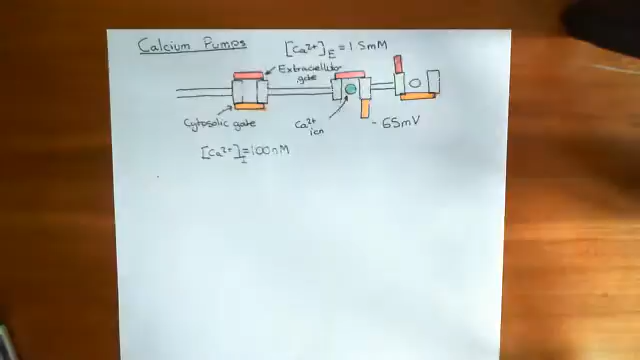 Calcium Pumps
[Ca²⁺]E = 1.5mM
Extracellular
gate
Cytosolic gate
Ca²⁺
ion
- 65mV
[Ca²⁺]I = 100nM